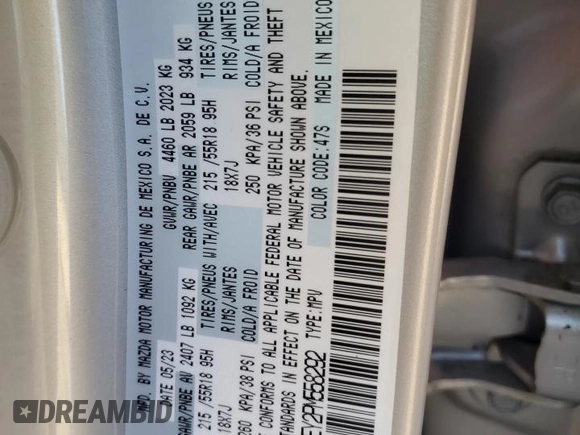 MFD. BY MAZDA MOTOR MANUFACTURING DE MEXICO S.A. DE C.V.
DATE 05/23 GVWR/PNBV 4460 LB 2023 KG
GAWR/PNBE AV 2407 LB 1092 KG REAR GAWR/PNBE AR 2059 LB 934 KG
215 /55R18 95H TIRES/PNEUS WITH/AVEC 215 /55R18 95H TIRES/PNEUS
18X7J RIMS/JANTES 18X7J RIMS/JANTES
260 KPA/38 PSI COLD/A FROID 250 KPA/36 PSI COLD/A FROID
CONFORMS TO ALL APPLICABLE FEDERAL MOTOR VEHICLE SAFETY AND THEFT
STANDARDS IN EFFECT ON THE DATE OF MANUFACTURE SHOWN ABOVE.
TYPE:MPV COLOR CODE:47S MADE IN MEXICO
AUTOBIDCAR